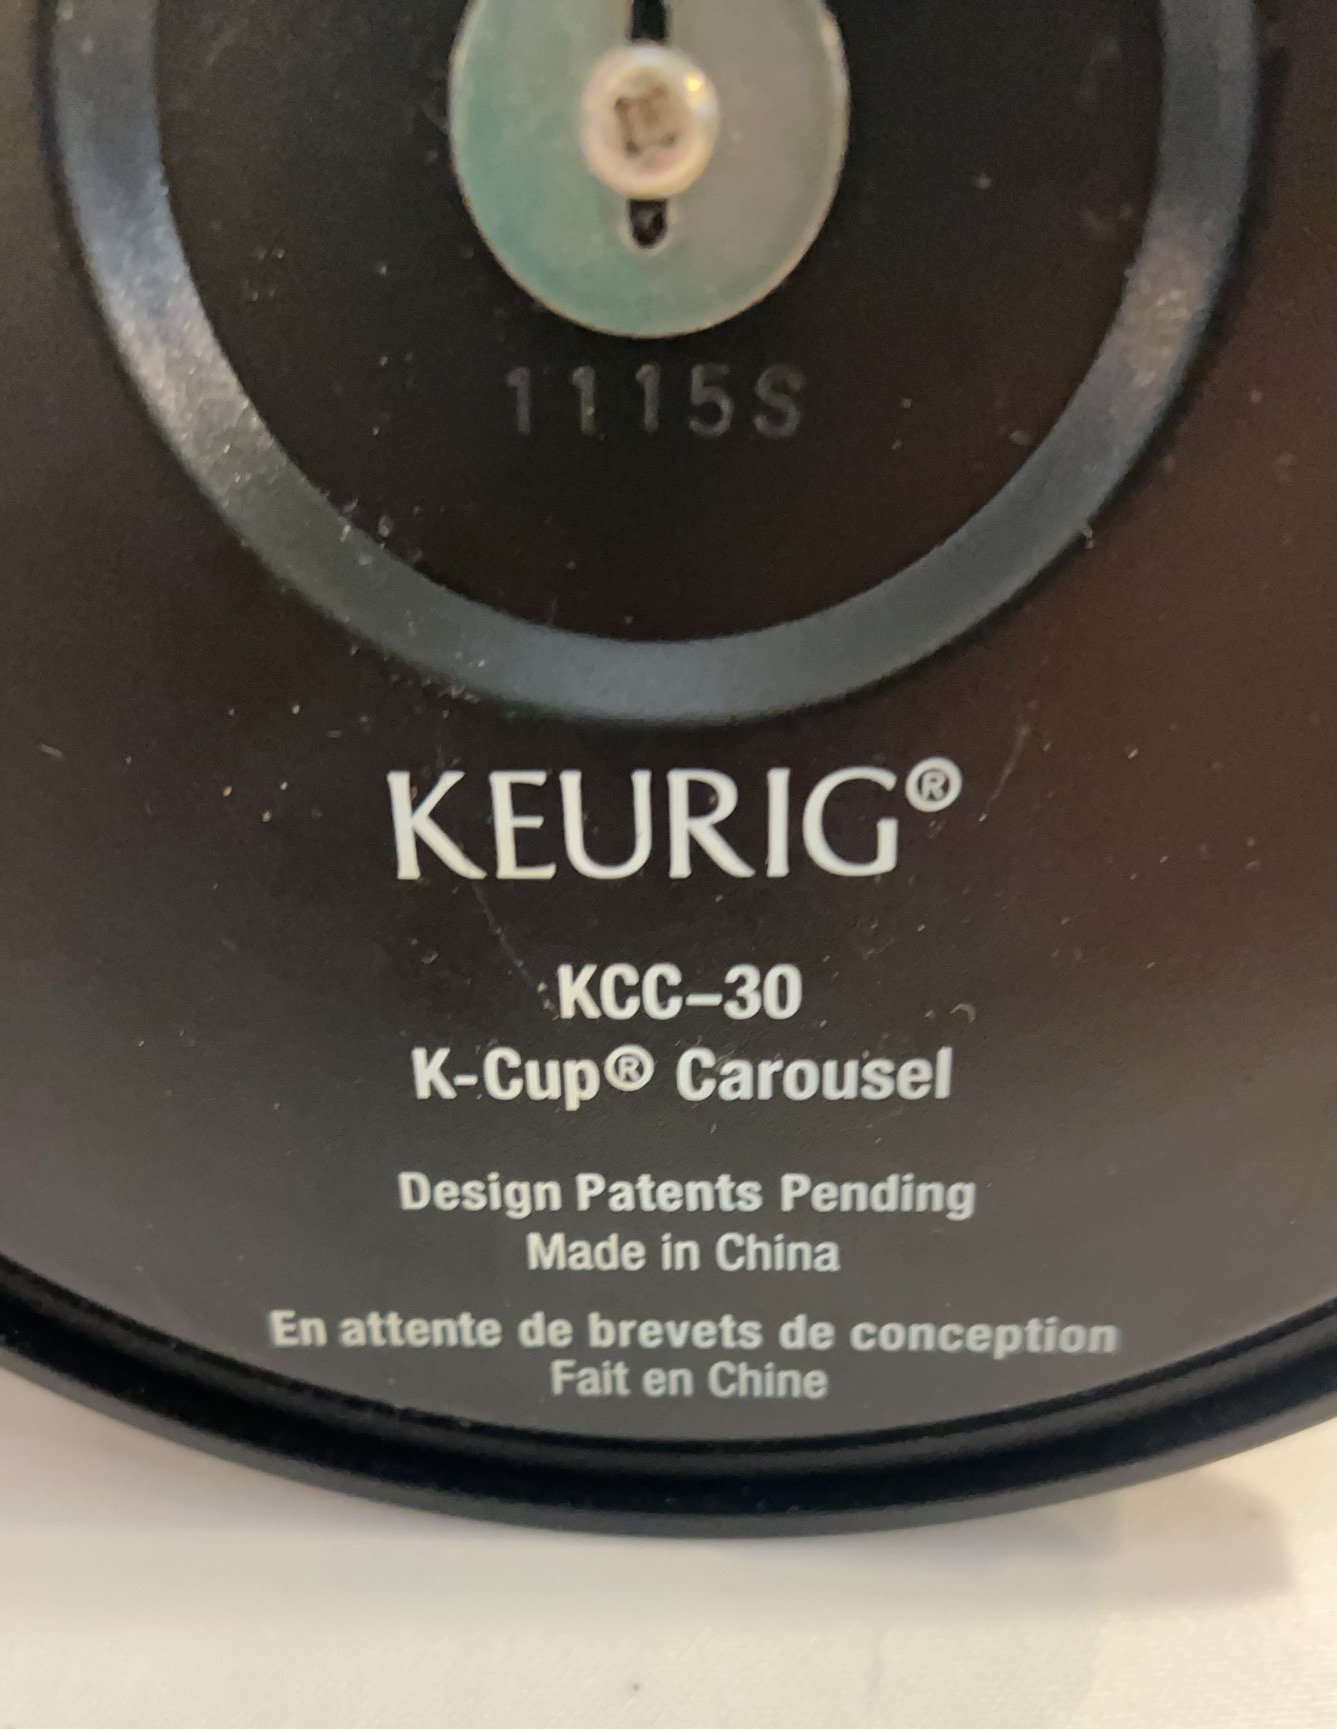 1115S
KEURIG®
KCC–30
K-Cup® Carousel
Design Patents Pending
Made in China
En attente de brevets de conception
Fait en Chine